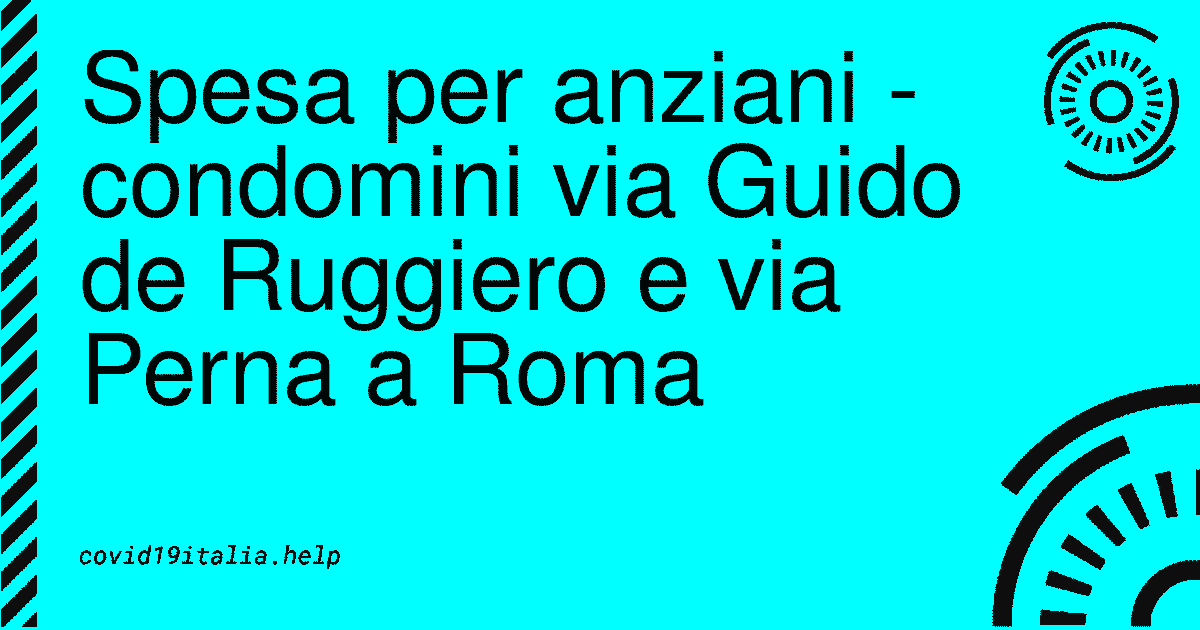 Spesa per anziani -
condomini via Guido
de Ruggiero e via
Perna a Roma
covid19italia.help